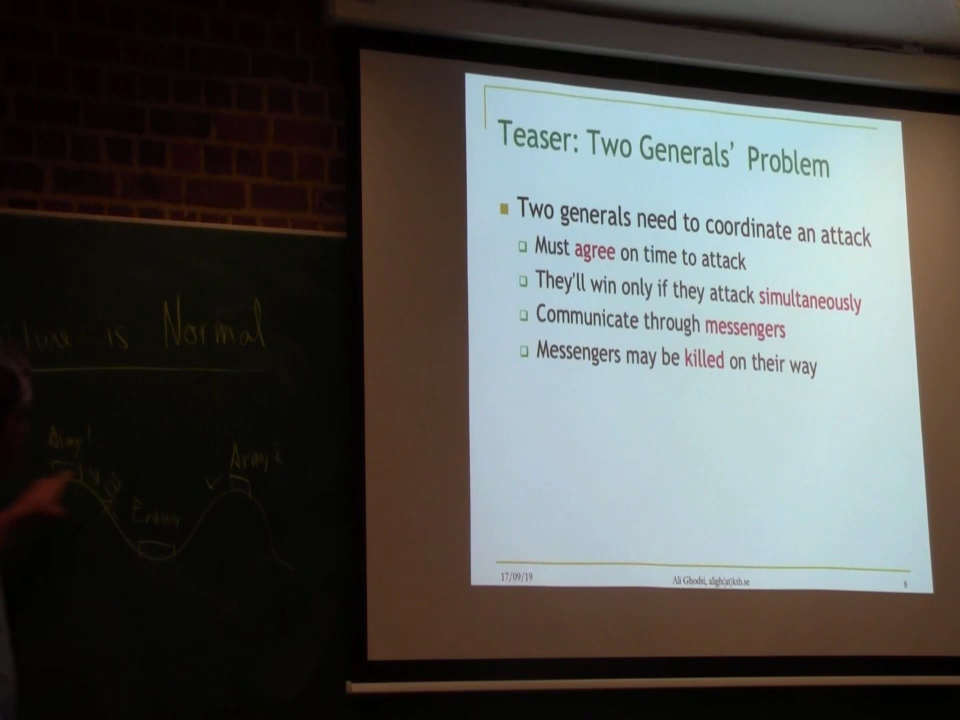 Teaser: Two Generals' Problem
Two generals need to coordinate an attack
Must agree on time to attack
They'll win only if they attack simultaneously
Communicate through messengers
Messengers may be killed on their way
17/09/19
Ali Ghodsi, aligh(at)kth.se
8
is Normal
Army 1
Army 2
Enemy